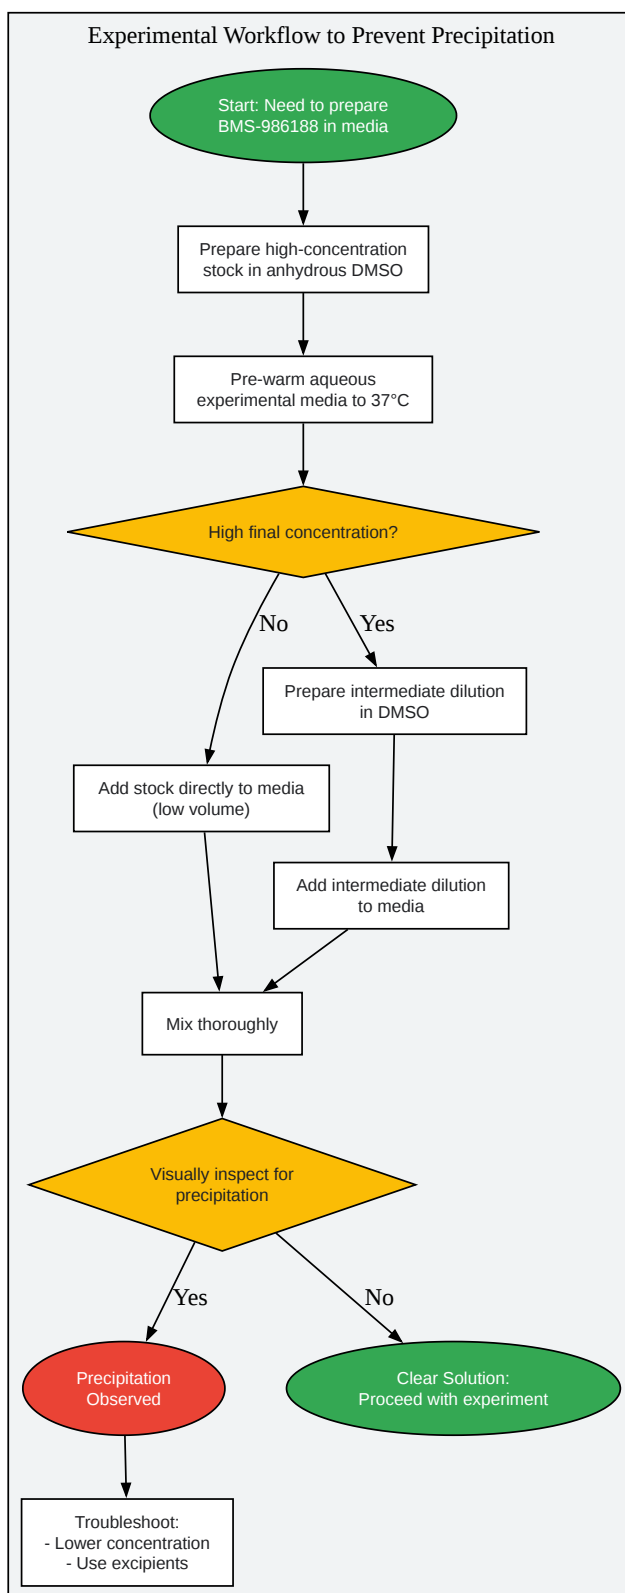 Experimental Workflow to Prevent Precipitation
Start: Need to prepare
BMS-986188 in media
Prepare high-concentration
stock in anhydrous DMSO
Pre-warm aqueous
experimental media to 37°C
High final concentration?
No
Yes
Prepare intermediate dilution
in DMSO
Add stock directly to media
(low volume)
Add intermediate dilution
to media
Mix thoroughly
Visually inspect for
precipitation
Yes
No
Precipitation
Observed
Clear Solution:
Proceed with experiment
Troubleshoot:
- Lower concentration
- Use excipients